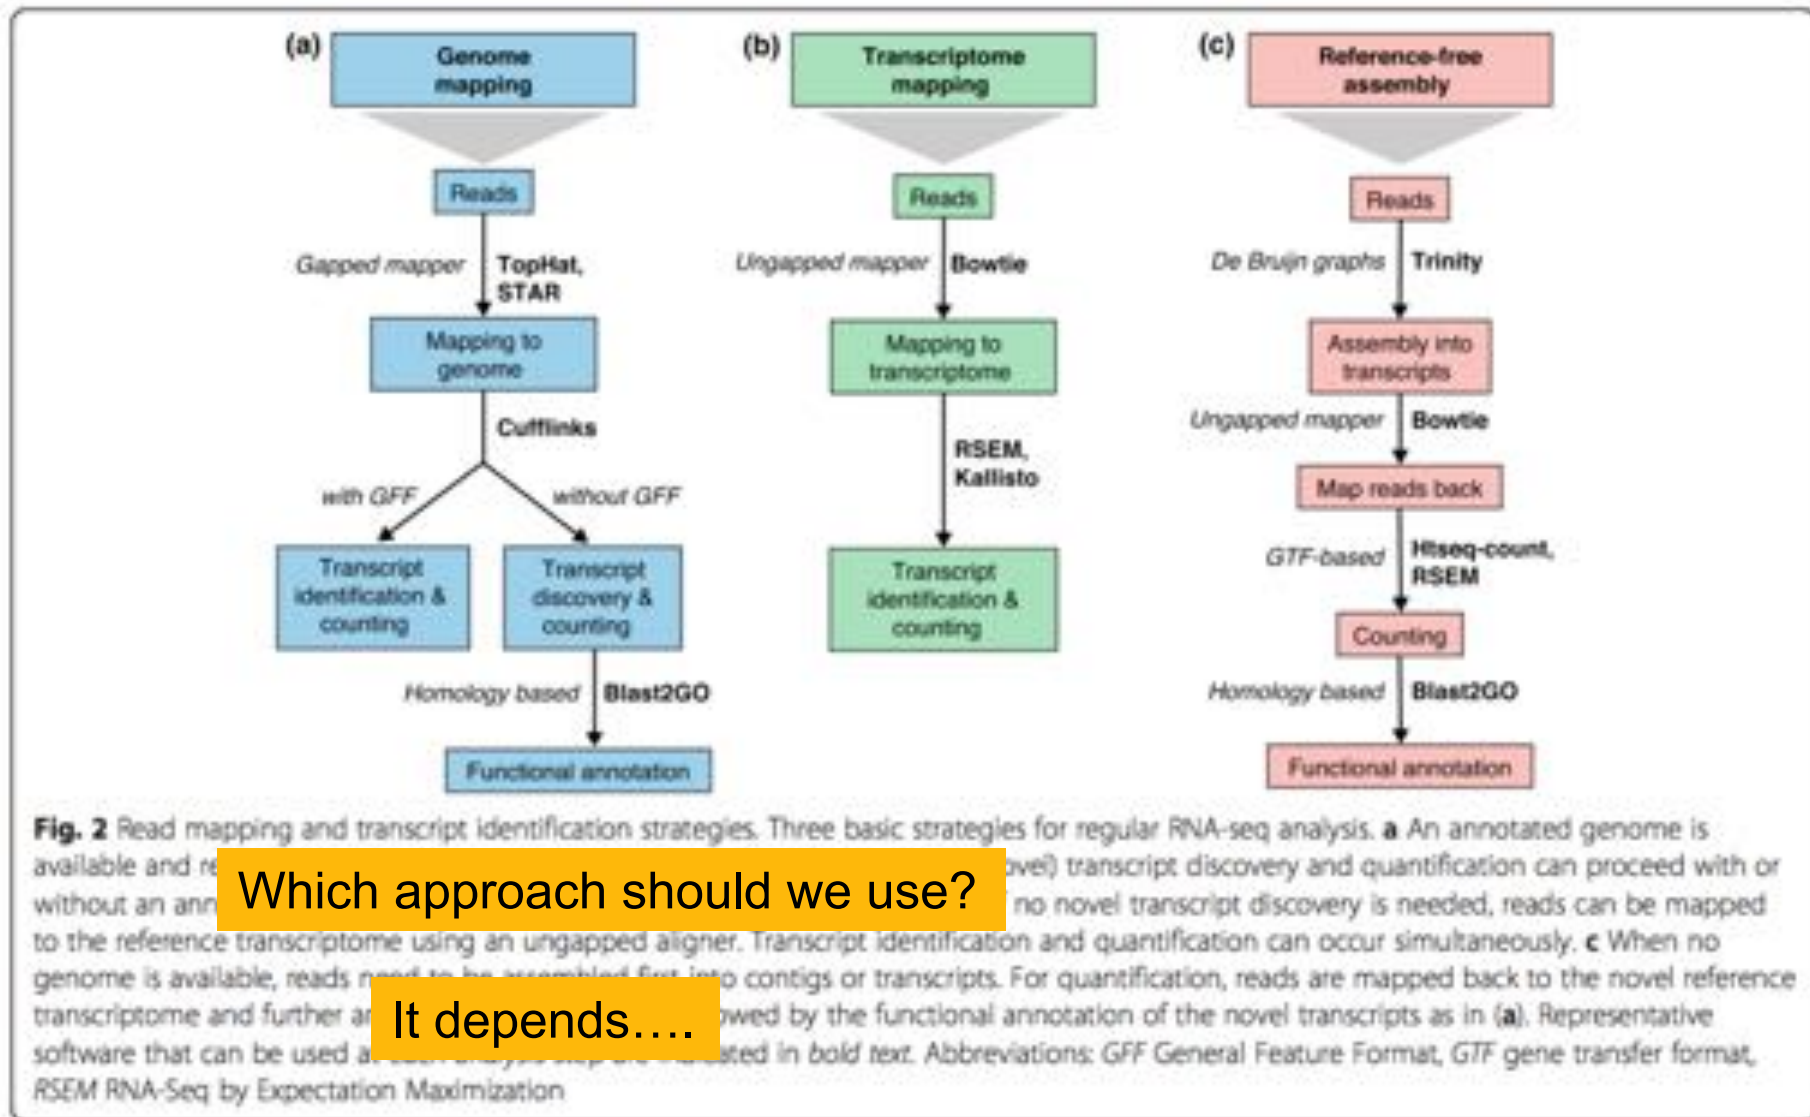 (a)
Genome
mapping
Reads
Gapped mapper
TopHat,
STAR
Mapping to
genome
Cufflinks
with GFF
without GFF
Transcript
identification &
counting
Transcript
discovery &
counting
Homology based
Blast2GO
Functional annotation
(b)
Transcriptome
mapping
Reads
Ungapped mapper
Bowtie
Mapping to
transcriptome
RSEM,
Kallisto
Transcript
identification &
counting
(c)
Reference-free
assembly
Reads
De Bruijn graphs
Trinity
Assembly into
transcripts
Ungapped mapper
Bowtie
Map reads back
GTF-based
Htseq-count,
RSEM
Counting
Homology based
Blast2GO
Functional annotation
Fig. 2 Read mapping and transcript identification strategies. Three basic strategies for regular RNA-seq analysis. a An annotated genome is
available and transcript discovery and quantification can proceed with or
without an
Which approach should we use?
no novel transcript discovery is needed, reads can be mapped
to the reference transcriptome using an ungapped aligner. Transcript identification and quantification can occur simultaneously. c When no
genome is available, reads need to be assembled first into contigs or transcripts. For quantification, reads are mapped back to the novel reference
transcriptome and further
It depends....
by the functional annotation of the novel transcripts as in (a). Representative
software that can be used analysis step in bold text. Abbreviations: GFF General Feature Format, GTF gene transfer format,
RSEM RNA-Seq by Expectation Maximization